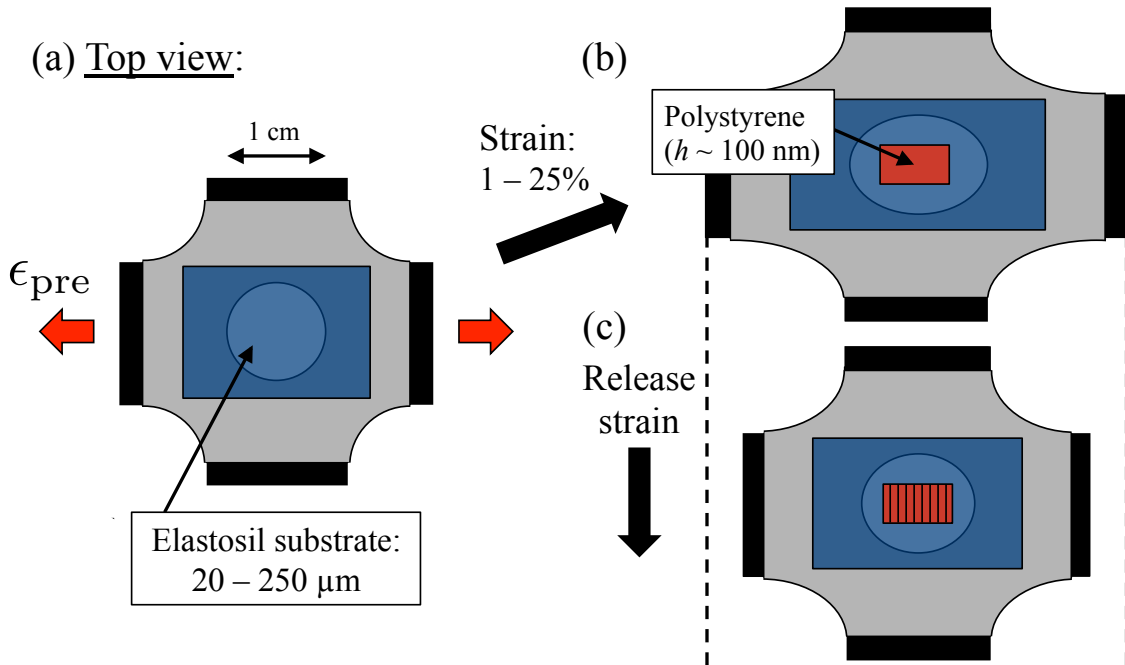 (a) Top view:
1 cm
ϵpre
Elastosil substrate:
20 – 250 µm
Strain:
1 – 25%
(b)
Polystyrene
(h ~ 100 nm)
(c)
Release
strain